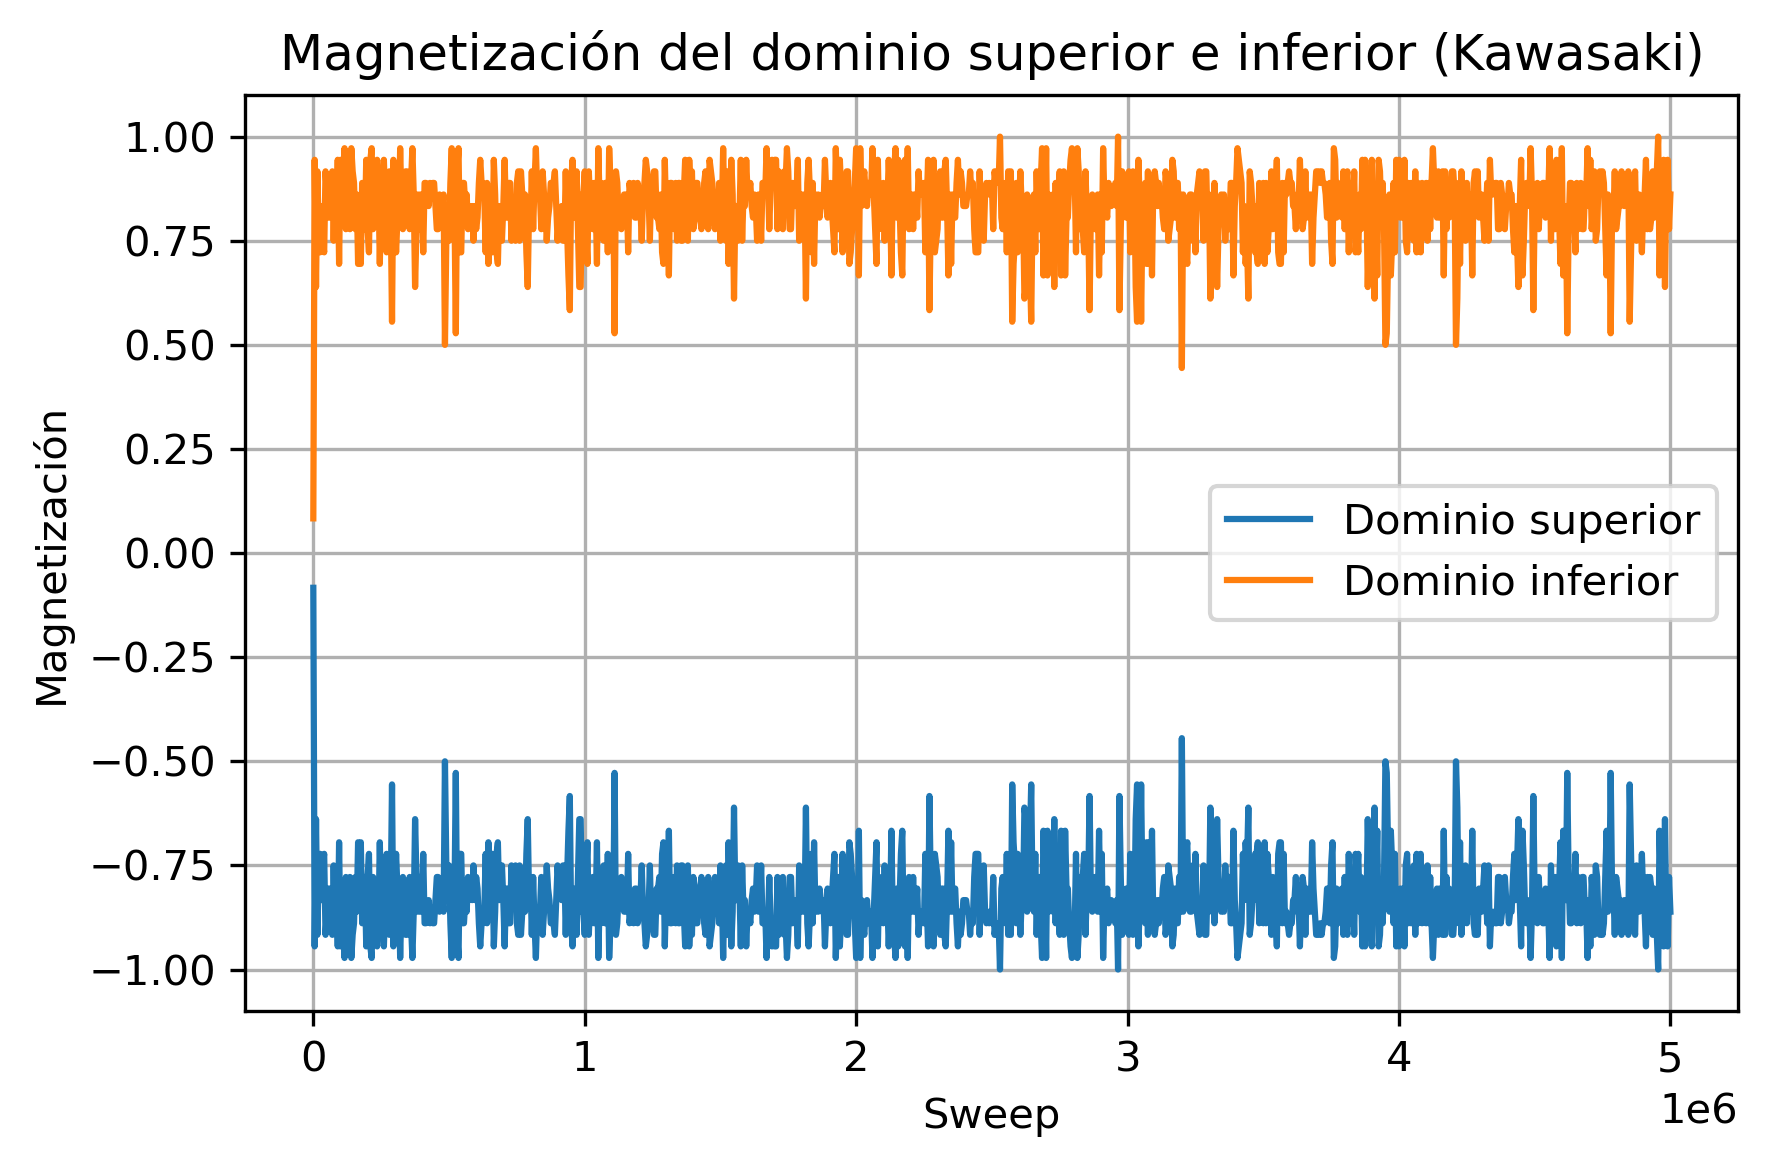 Magnetización del dominio superior e inferior (Kawasaki)
1.00
0.75
0.50
0.25
0.00
−0.25
−0.50
−0.75
−1.00
Magnetización
Dominio superior
Dominio inferior
0 1 2 3 4 5
1e6
Sweep